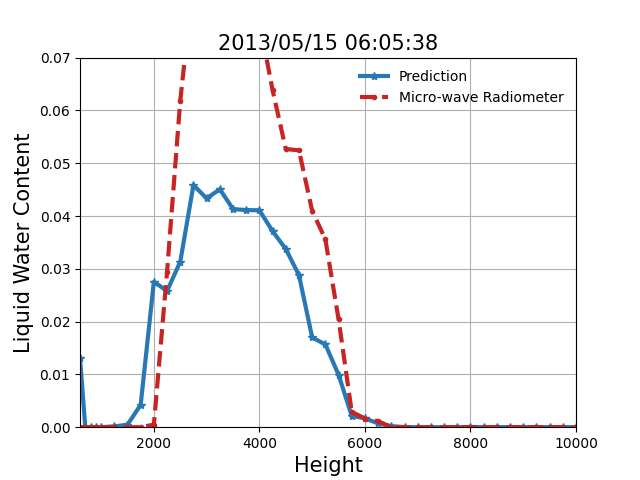 2013/05/15 06:05:38
Prediction
Micro-wave Radiometer
Liquid Water Content
0.07
0.06
0.05
0.04
0.03
0.02
0.01
0.00
2000 4000 6000 8000 10000
Height